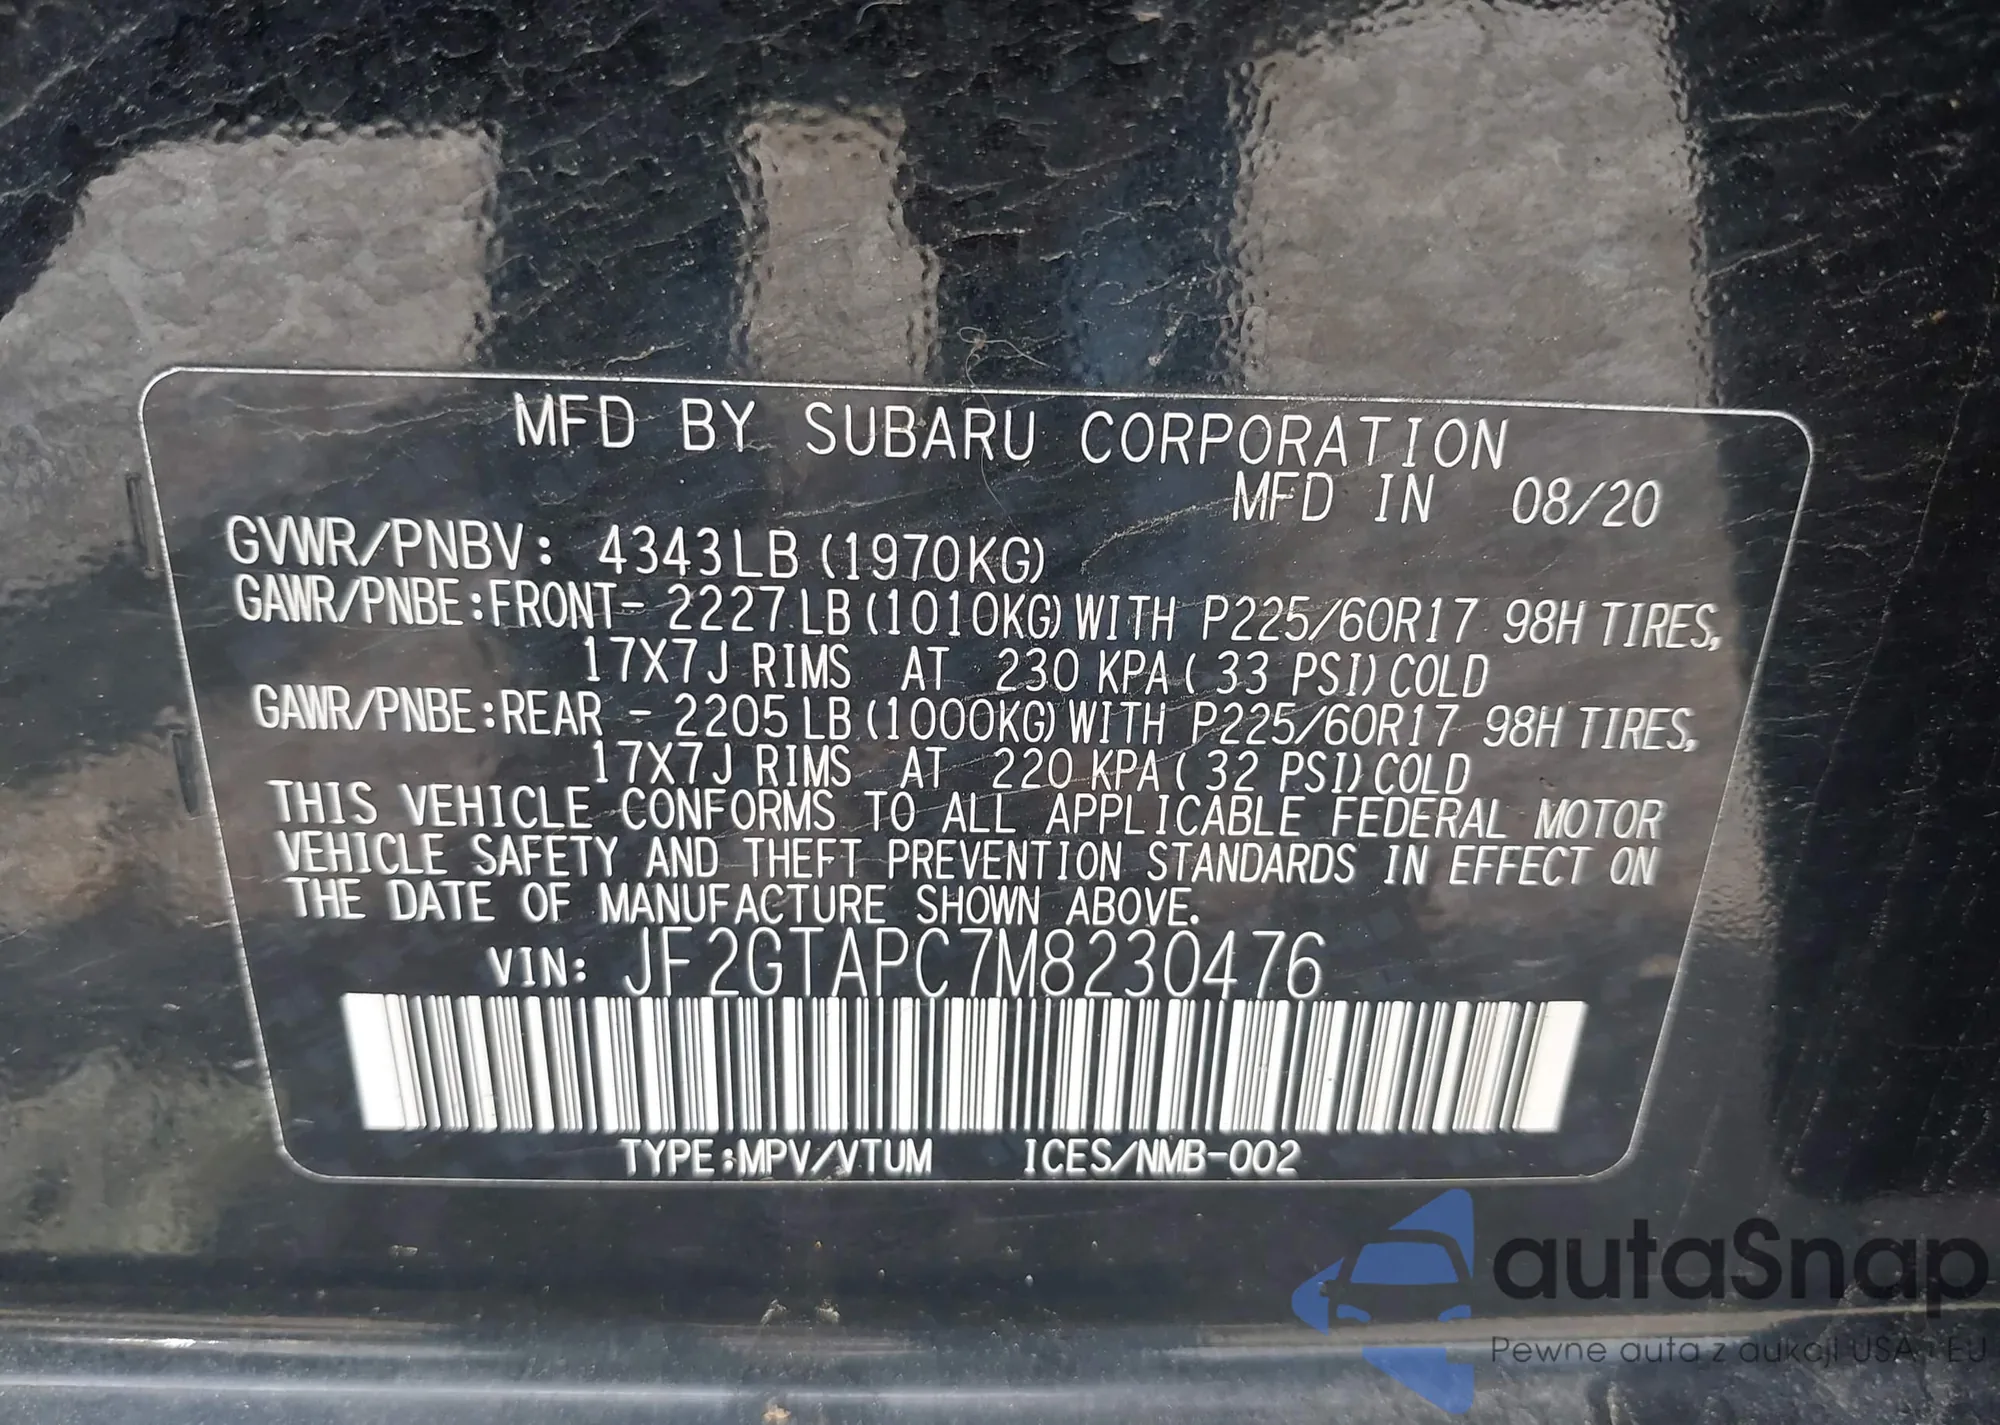 MFD BY SUBARU CORPORATION
MFD IN 08/20
GVWR/PNBV: 4343LB (1970KG)
GAWR/PNBE:FRONT- 2227LB(1010KG)WITH P225/60R17 98H TIRES,
17X7J RIMS AT 230 KPA( 33 PSI)COLD
GAWR/PNBE:REAR - 2205LB(1000KG)WITH P225/60R17 98H TIRES,
17X7J RIMS AT 220 KPA( 32 PSI)COLD
THIS VEHICLE CONFORMS TO ALL APPLICABLE FEDERAL MOTOR
VEHICLE SAFETY AND THEFT PREVENTION STANDARDS IN EFFECT ON
THE DATE OF MANUFACTURE SHOWN ABOVE.
VIN: JF2GTAPC7M8230476
TYPE:MPV/VTUM ICES/NMB-002
autaSnap
Pewne auta z aukcji USA i EU